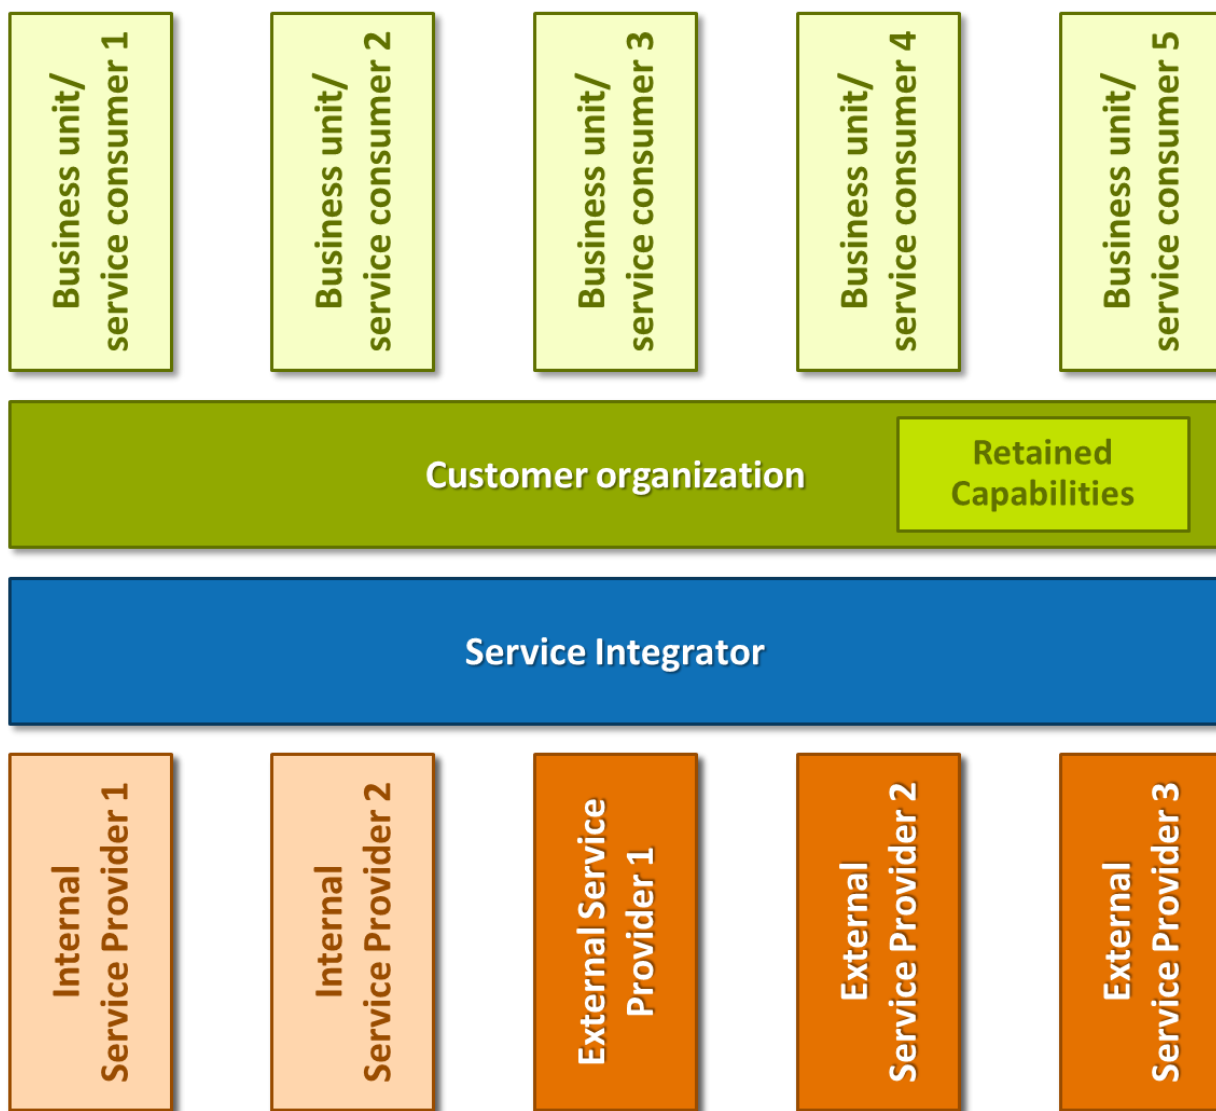 Business unit/
service consumer 1
Business unit/
service consumer 2
Business unit/
service consumer 3
Business unit/
service consumer 4
Business unit/
service consumer 5
Customer organization
Retained
Capabilities
Service Integrator
Internal
Service Provider 1
Internal
Service Provider 2
External Service
Provider 1
External
Service Provider 2
External
Service Provider 3